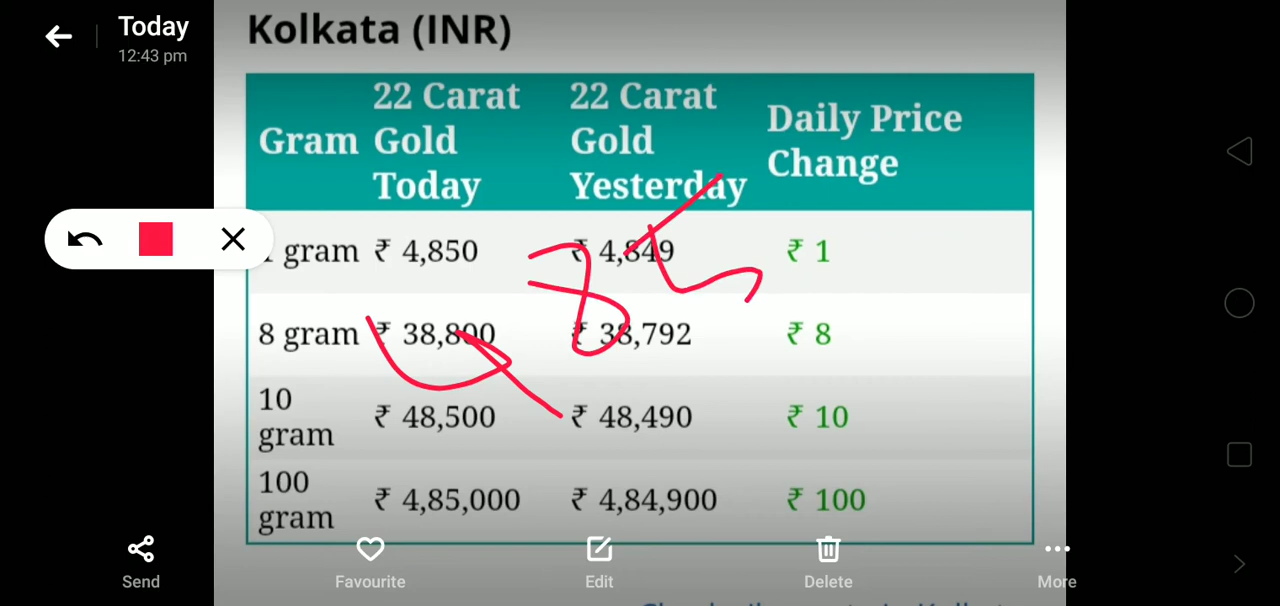 Today
12:43 pm
Kolkata (INR)
Gram 22 Carat Gold Today 22 Carat Gold Yesterday Daily Price Change
gram ₹ 4,850 ₹ 4,849 ₹ 1
8 gram ₹ 38,800 ₹ 38,792 ₹ 8
10 gram ₹ 48,500 ₹ 48,490 ₹ 10
100 gram ₹ 4,85,000 ₹ 4,84,900 ₹ 100
Send Favourite Edit Delete More